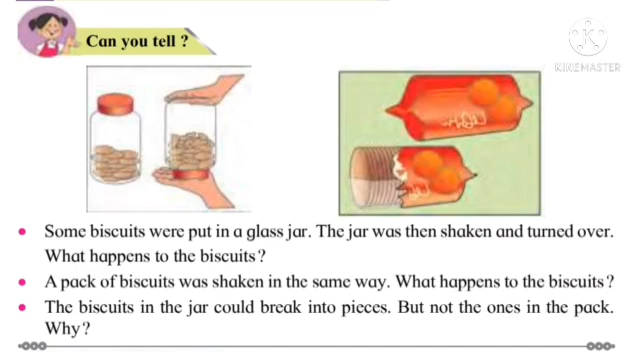 Can you tell ?
KINEMASTER
Some biscuits were put in a glass jar. The jar was then shaken and turned over.
What happens to the biscuits ?
A pack of biscuits was shaken in the same way. What happens to the biscuits ?
The biscuits in the jar could break into pieces. But not the ones in the pack.
Why ?